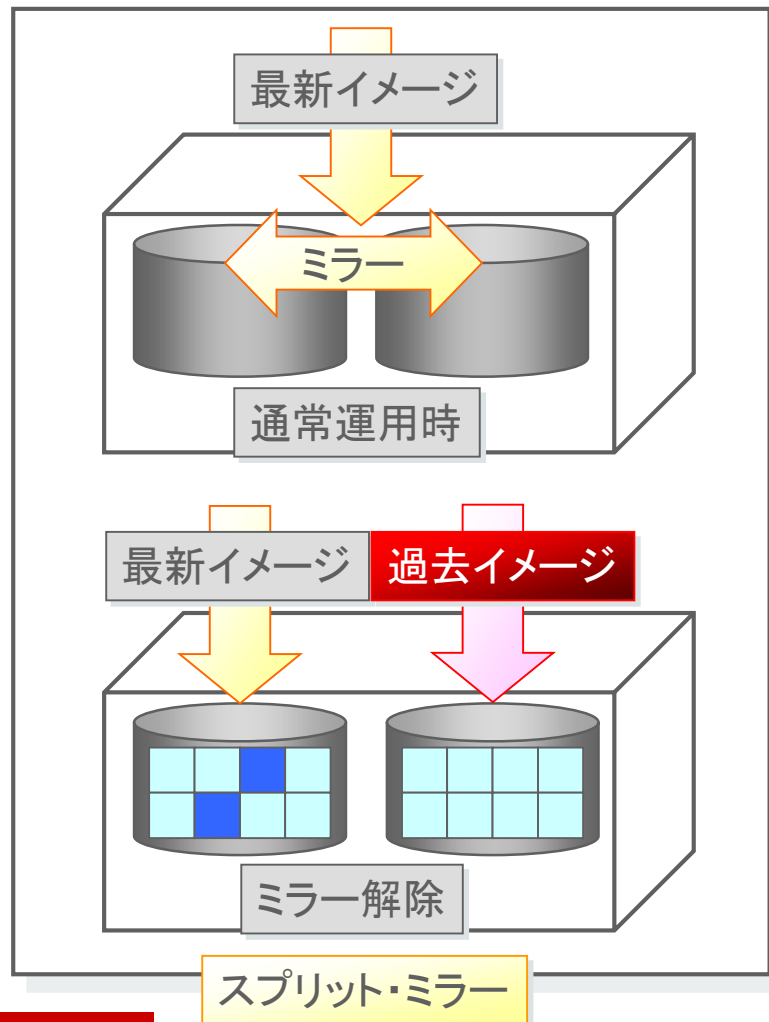 最新イメージ
ミラー
通常運用時
最新イメージ
過去イメージ
ミラー解除
スプリット・ミラー